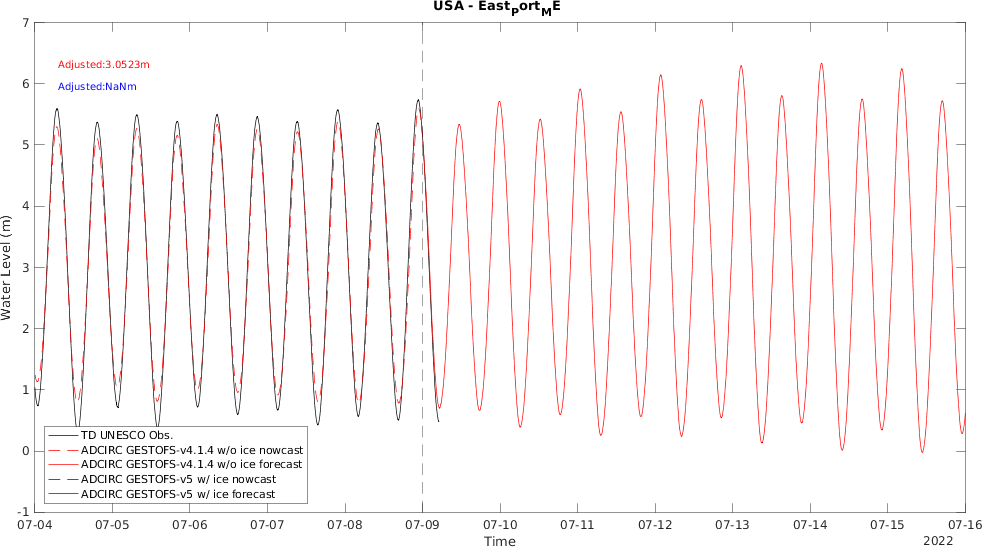 USA - EastPortME
7
6
5
4
3
2
1
0
-1
Water Level (m)
Adjusted:3.0523m
Adjusted:NaNm
TD UNESCO Obs.
ADCIRC GESTOFS-v4.1.4 w/o ice nowcast
ADCIRC GESTOFS-v4.1.4 w/o ice forecast
ADCIRC GESTOFS-v5 w/ ice nowcast
ADCIRC GESTOFS-v5 w/ ice forecast
07-04 07-05 07-06 07-07 07-08 07-09 07-10 07-11 07-12 07-13 07-14 07-15 07-16
Time
2022